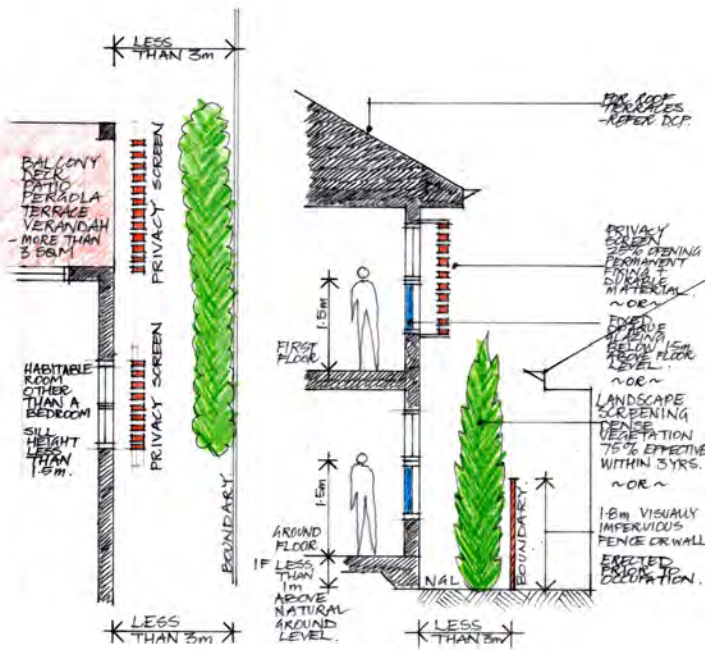 LESS
THAN 3m
BALCONY
DECK
PATIO
PERGOLA
TERRACE
VERANDAH
- MORE THAN
3 SQM
PRIVACY SCREEN
HABITABLE
ROOM
OTHER
THAN A
BEDROOM
SILL
HEIGHT
LESS
THAN
1.5m.
PRIVACY SCREEN
BOUNDARY
LESS
THAN 3m
FOR ROOF
TERRACES
- REFER D.C.P.
PRIVACY
SCREEN
OPENING
PERMANENT
FIXING +
DURABLE
MATERIAL
~ OR ~
FIXED
OPAQUE
GLAZING
BELOW 1.5m
ABOVE FLOOR
LEVEL.
~ OR ~
LANDSCAPE
SCREENING
DENSE
VEGETATION
75% EFFECTIVE
WITHIN 3 YRS.
~ OR ~
1.8m VISUALLY
IMPERVIOUS
FENCE OR WALL
ERECTED
PRIOR TO
OCCUPATION.
1.5m
FIRST
FLOOR
1.5m
GROUND
FLOOR
IF LESS
THAN
1m
ABOVE
NATURAL
GROUND
LEVEL.
NGL
BOUNDARY
LESS
THAN 3m